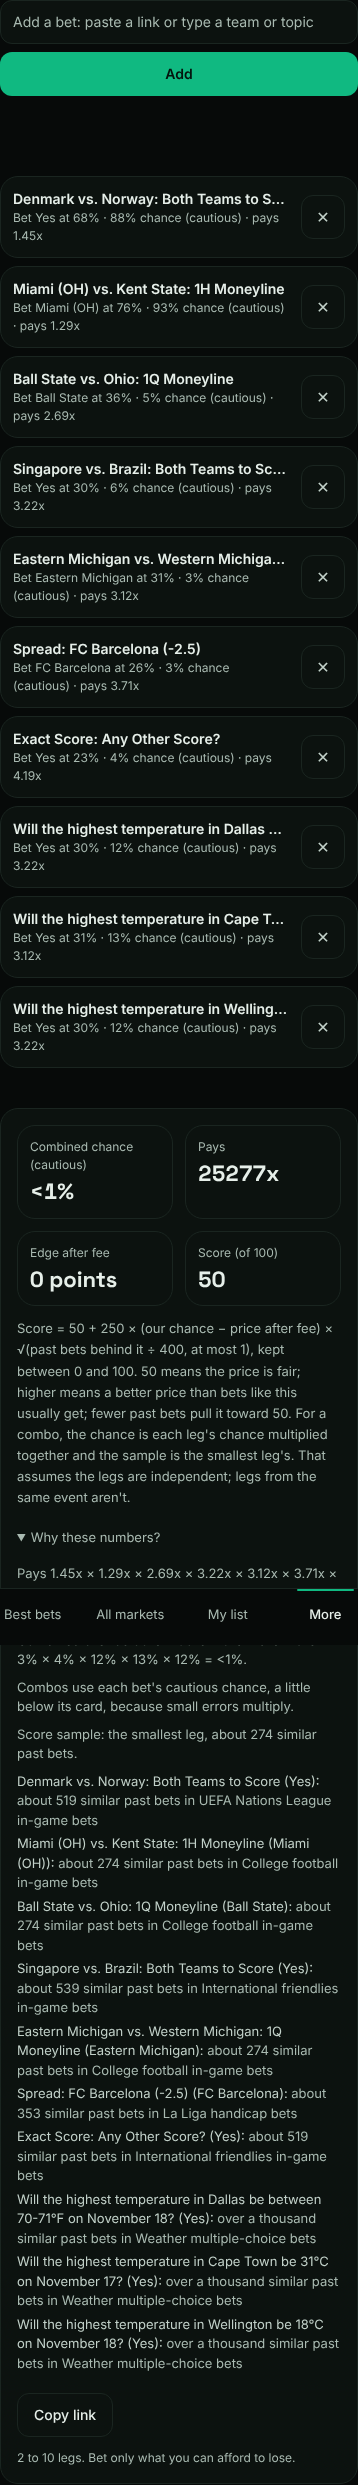 Add a bet: paste a link or type a team or topic
Add
Denmark vs. Norway: Both Teams to S...
Bet Yes at 68% · 88% chance (cautious) · pays
1.45x
✕
Miami (OH) vs. Kent State: 1H Moneyline
Bet Miami (OH) at 76% · 93% chance (cautious)
· pays 1.29x
✕
Ball State vs. Ohio: 1Q Moneyline
Bet Ball State at 36% · 5% chance (cautious) ·
pays 2.69x
✕
Singapore vs. Brazil: Both Teams to Sc...
Bet Yes at 30% · 6% chance (cautious) · pays
3.22x
✕
Eastern Michigan vs. Western Michiga...
Bet Eastern Michigan at 31% · 3% chance
(cautious) · pays 3.12x
✕
Spread: FC Barcelona (-2.5)
Bet FC Barcelona at 26% · 3% chance
(cautious) · pays 3.71x
✕
Exact Score: Any Other Score?
Bet Yes at 23% · 4% chance (cautious) · pays
4.19x
✕
Will the highest temperature in Dallas ...
Bet Yes at 30% · 12% chance (cautious) · pays
3.22x
✕
Will the highest temperature in Cape T...
Bet Yes at 31% · 13% chance (cautious) · pays
3.12x
✕
Will the highest temperature in Welling...
Bet Yes at 30% · 12% chance (cautious) · pays
3.22x
✕
Combined chance
(cautious)
<1%
Pays
25277x
Edge after fee
0 points
Score (of 100)
50
Score = 50 + 250 × (our chance − price after fee) ×
√(past bets behind it ÷ 400, at most 1), kept
between 0 and 100. 50 means the price is fair;
higher means a better price than bets like this
usually get; fewer past bets pull it toward 50. For a
combo, the chance is each leg's chance multiplied
together and the sample is the smallest leg's. That
assumes the legs are independent; legs from the
same event aren't.
▼ Why these numbers?
Pays 1.45x × 1.29x × 2.69x × 3.22x × 3.12x × 3.71x ×
Best bets
All markets
My list
More
3% × 4% × 12% × 13% × 12% = <1%.
Combos use each bet's cautious chance, a little
below its card, because small errors multiply.
Score sample: the smallest leg, about 274 similar
past bets.
Denmark vs. Norway: Both Teams to Score (Yes):
about 519 similar past bets in UEFA Nations League
in-game bets
Miami (OH) vs. Kent State: 1H Moneyline (Miami
(OH)): about 274 similar past bets in College football
in-game bets
Ball State vs. Ohio: 1Q Moneyline (Ball State): about
274 similar past bets in College football in-game
bets
Singapore vs. Brazil: Both Teams to Score (Yes):
about 539 similar past bets in International friendlies
in-game bets
Eastern Michigan vs. Western Michigan: 1Q
Moneyline (Eastern Michigan): about 274 similar
past bets in College football in-game bets
Spread: FC Barcelona (-2.5) (FC Barcelona): about
353 similar past bets in La Liga handicap bets
Exact Score: Any Other Score? (Yes): about 519
similar past bets in International friendlies in-game
bets
Will the highest temperature in Dallas be between
70-71°F on November 18? (Yes): over a thousand
similar past bets in Weather multiple-choice bets
Will the highest temperature in Cape Town be 31°C
on November 17? (Yes): over a thousand similar past
bets in Weather multiple-choice bets
Will the highest temperature in Wellington be 18°C
on November 18? (Yes): over a thousand similar past
bets in Weather multiple-choice bets
Copy link
2 to 10 legs. Bet only what you can afford to lose.